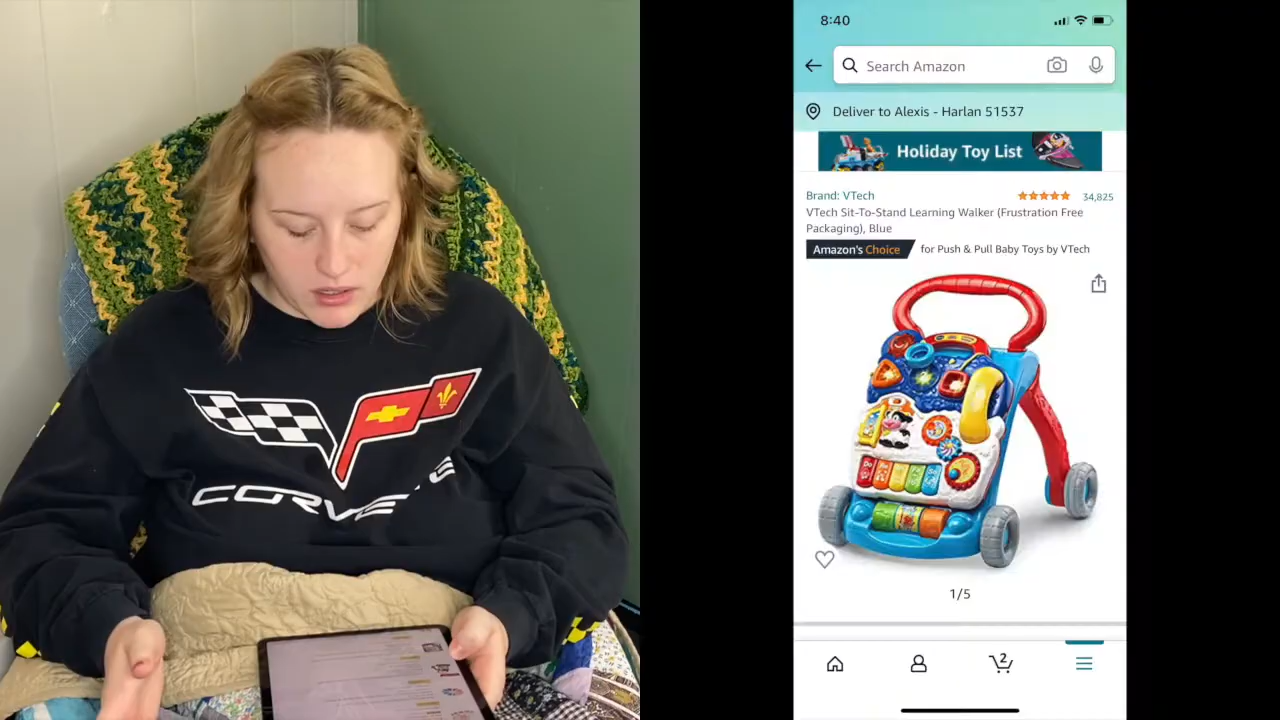 CORVE E
8:40
Search Amazon
Deliver to Alexis - Harlan 51537
Holiday Toy List
Brand: VTech
34,825
VTech Sit-To-Stand Learning Walker (Frustration Free
Packaging), Blue
Amazon's Choice for Push & Pull Baby Toys by VTech
1/5
2